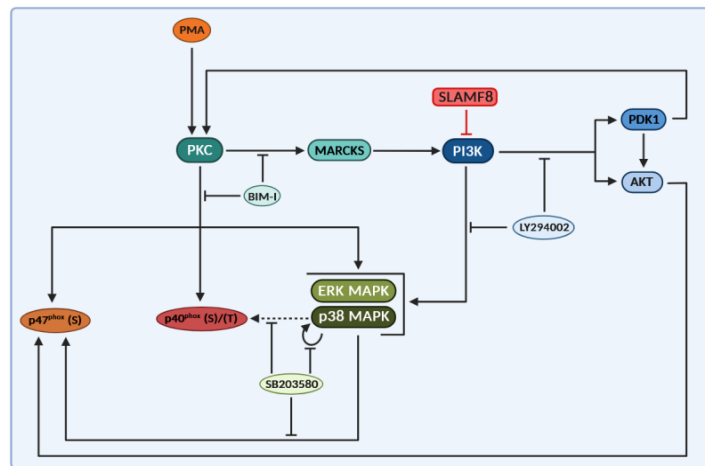 PMA
SLAMF8
PDK1
PKC
MARCKS
PI3K
AKT
BIM-I
LY294002
ERK MAPK
p47phox (S)
p40phox (S)/(T)
p38 MAPK
SB203580